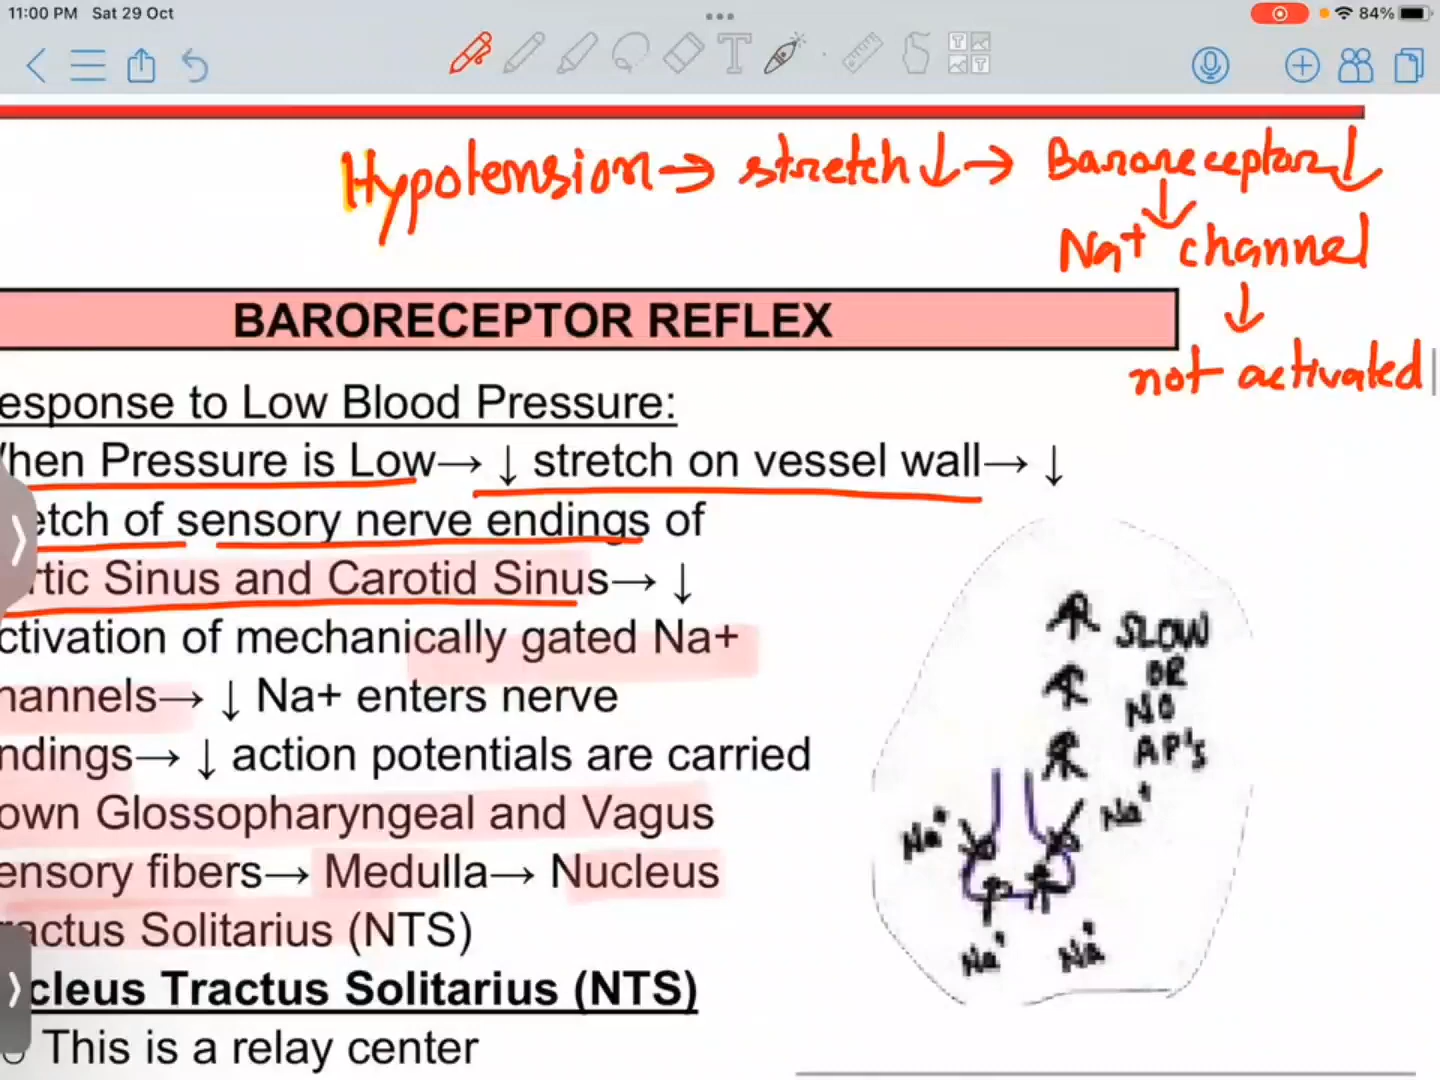 11:00 PM Sat 29 Oct
84%
Hypotension → stretch ↓ → Baroreceptor ↓
↓
Na+ channel
↓
not activated
BARORECEPTOR REFLEX
esponse to Low Blood Pressure:
hen Pressure is Low→ ↓ stretch on vessel wall→ ↓
etch of sensory nerve endings of
rtic Sinus and Carotid Sinus→ ↓
ctivation of mechanically gated Na+
hannels→ ↓ Na+ enters nerve
ndings→ ↓ action potentials are carried
own Glossopharyngeal and Vagus
ensory fibers→ Medulla→ Nucleus
ractus Solitarius (NTS)
cleus Tractus Solitarius (NTS)
This is a relay center
SLOW
OR
NO
AP's
Na+ Na+
Na+ Na+